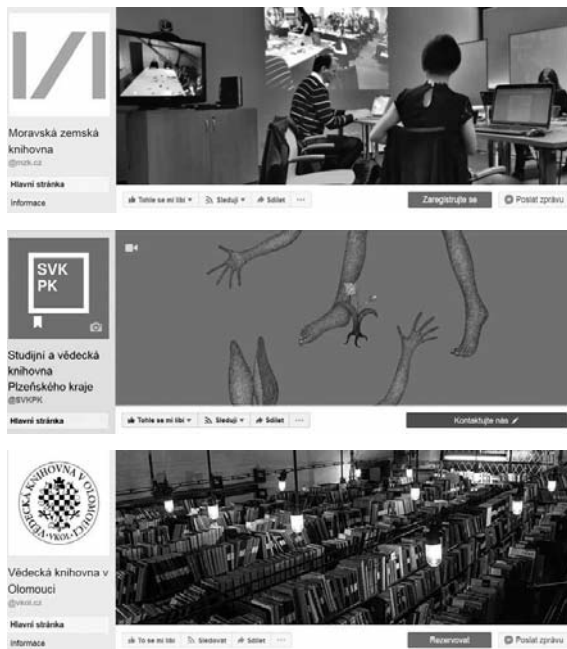 Moravská zemská
knihovna
@mzk.cz
Hlavní stránka
Informace
Tohle se mi líbí Sleduji Sdílet ... Zaregistrujte se Poslat zprávu
SVK
PK
Studijní a vědecká
knihovna
Plzeňského kraje
@SVKPK
Hlavní stránka
Tohle se mi líbí Sleduji Sdílet ... Kontaktujte nás
VĚDECKÁ KNIHOVNA V OLOMOUCI
VKOL
Vědecká knihovna v
Olomouci
@vkol.cz
Hlavní stránka
Informace
To se mi líbí Sledovat Sdílet ... Rezervovat Poslat zprávu